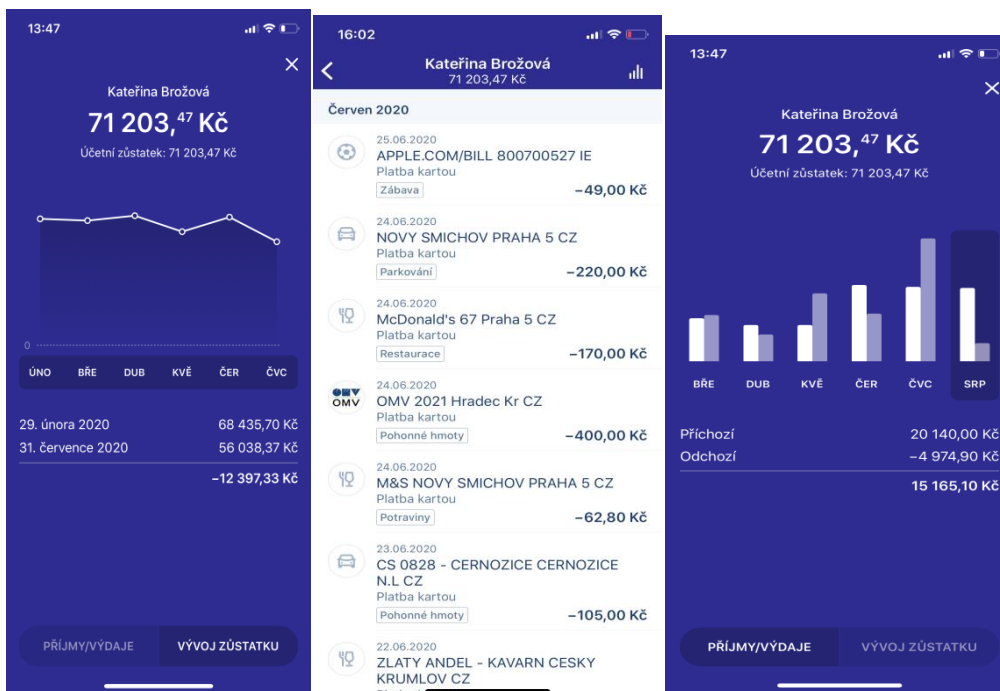 13:47
Kateřina Brožová
71 203,47 Kč
Účetní zůstatek: 71 203,47 Kč
0
ÚNO BŘE DUB KVĚ ČER ČVC
29. února 2020 68 435,70 Kč
31. července 2020 56 038,37 Kč
−12 397,33 Kč
PŘÍJMY/VÝDAJE VÝVOJ ZŮSTATKU
16:02
Kateřina Brožová
71 203,47 Kč
Červen 2020
25.06.2020
APPLE.COM/BILL 800700527 IE
Platba kartou
Zábava −49,00 Kč
24.06.2020
NOVY SMICHOV PRAHA 5 CZ
Platba kartou
Parkování −220,00 Kč
24.06.2020
McDonald's 67 Praha 5 CZ
Platba kartou
Restaurace −170,00 Kč
24.06.2020
OMV
OMV 2021 Hradec Kr CZ
Platba kartou
Pohonné hmoty −400,00 Kč
24.06.2020
M&S NOVY SMICHOV PRAHA 5 CZ
Platba kartou
Potraviny −62,80 Kč
23.06.2020
CS 0828 - CERNOZICE CERNOZICE
N.L CZ
Platba kartou
Pohonné hmoty −105,00 Kč
22.06.2020
ZLATY ANDEL - KAVARN CESKY
KRUMLOV CZ
13:47
Kateřina Brožová
71 203,47 Kč
Účetní zůstatek: 71 203,47 Kč
BŘE DUB KVĚ ČER ČVC SRP
Příchozí 20 140,00 Kč
Odchozí −4 974,90 Kč
15 165,10 Kč
PŘÍJMY/VÝDAJE VÝVOJ ZŮSTATKU